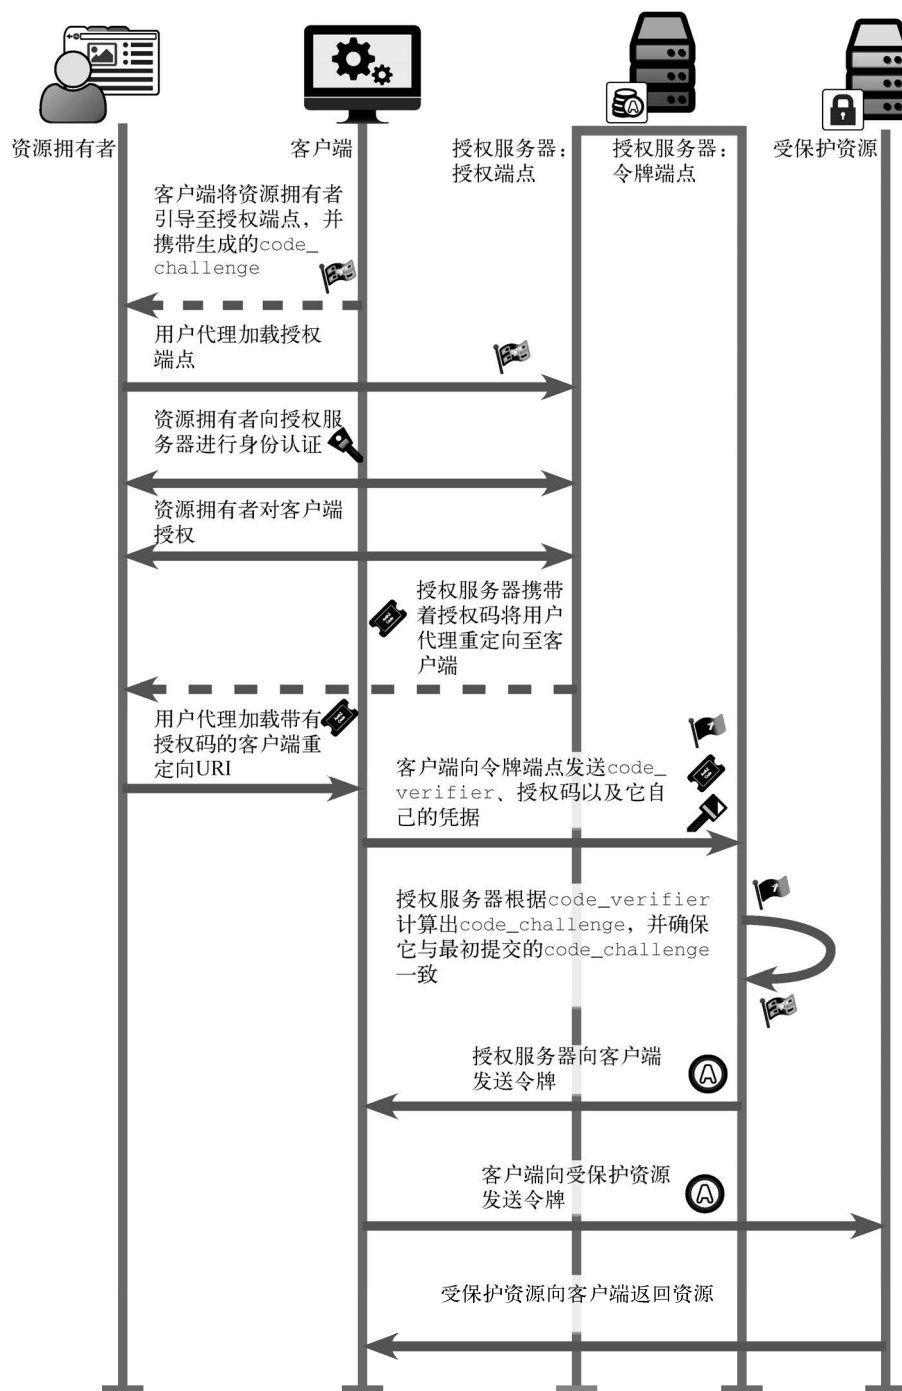 资源拥有者
客户端
授权服务器：
授权端点
授权服务器：
令牌端点
受保护资源
客户端将资源拥有者
引导至授权端点，并
携带生成的code_
challenge
用户代理加载授权
端点
资源拥有者向授权服
务器进行身份认证
资源拥有者对客户端
授权
授权服务器携带
着授权码将用户
代理重定向至客
户端
用户代理加载带有
授权码的客户端重
定向URI
客户端向令牌端点发送code_
verifier、授权码以及它自
己的凭据
授权服务器根据code_verifier
计算出code_challenge，并确保
它与最初提交的code_challenge
一致
授权服务器向客户端
发送令牌
A
客户端向受保护资源
发送令牌
A
受保护资源向客户端返回资源